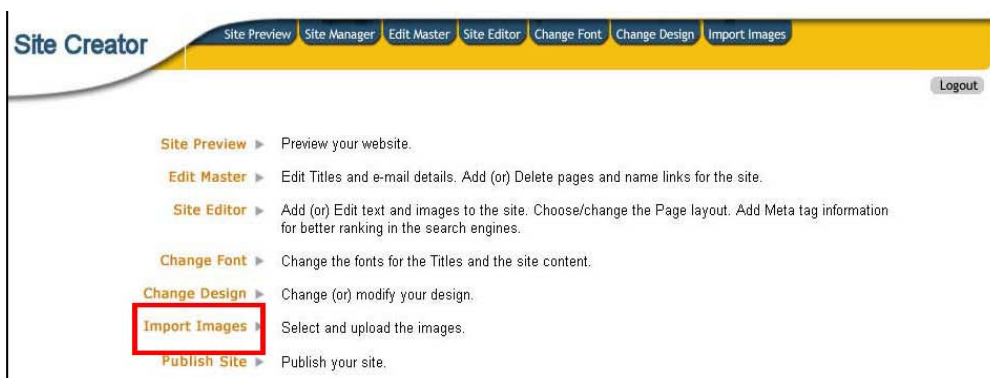 Site Creator
Site Preview Site Manager Edit Master Site Editor Change Font Change Design Import Images
Logout
Site Preview Preview your website.
Edit Master Edit Titles and e-mail details. Add (or) Delete pages and name links for the site.
Site Editor Add (or) Edit text and images to the site. Choose/change the Page layout. Add Meta tag information
for better ranking in the search engines.
Change Font Change the fonts for the Titles and the site content.
Change Design Change (or) modify your design.
Import Images Select and upload the images.
Publish Site Publish your site.